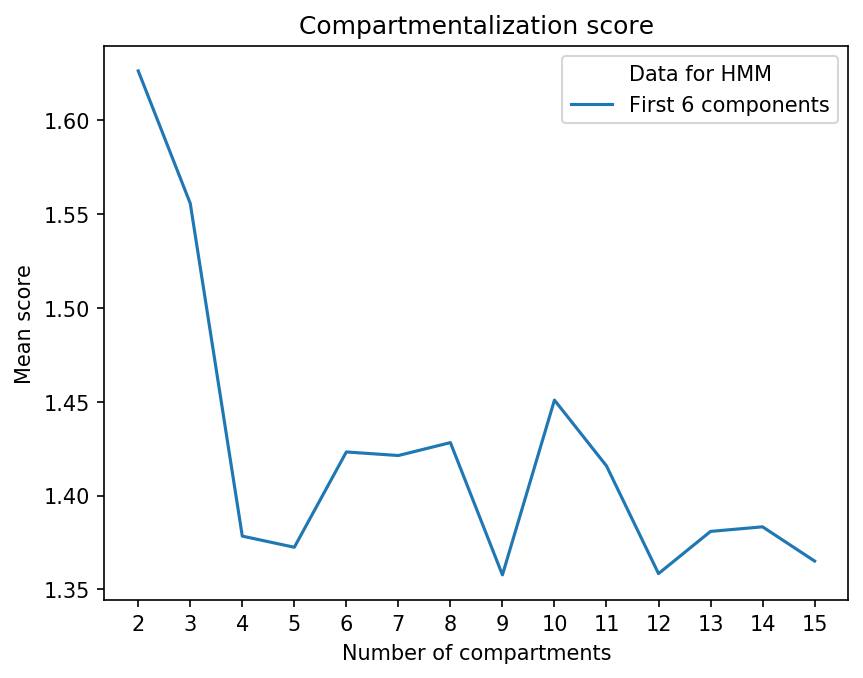 Compartmentalization score
Data for HMM
First 6 components
Mean score
1.60
1.55
1.50
1.45
1.40
1.35
2 3 4 5 6 7 8 9 10 11 12 13 14 15
Number of compartments